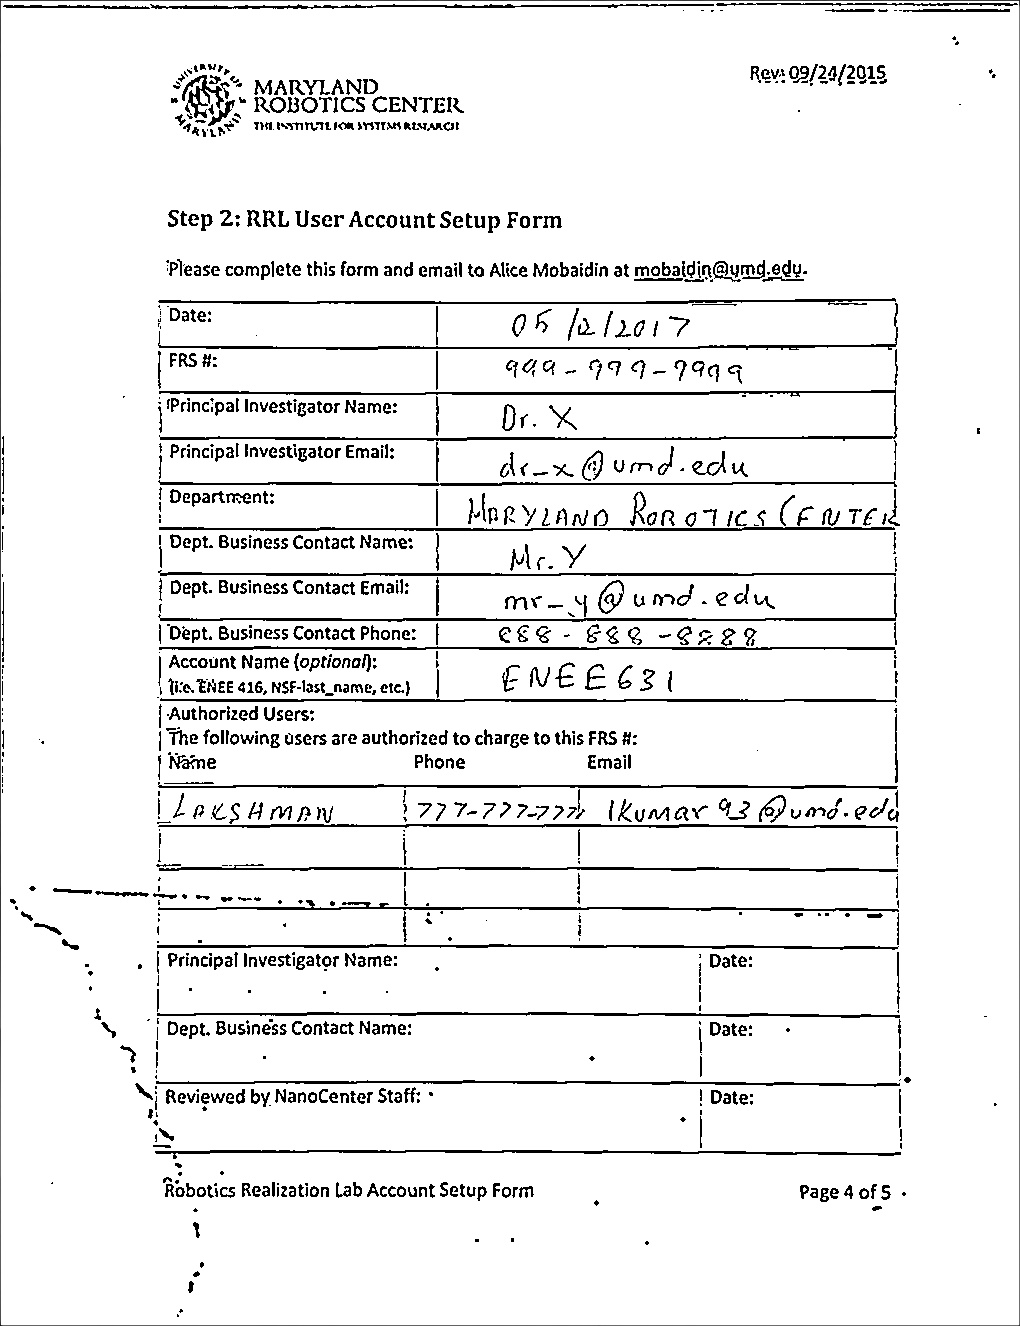 UNIVERSITY OF MARYLAND
MARYLAND
ROBOTICS CENTER
THE INSTITUTE FOR SYSTEMS RESEARCH
Rev: 09/24/2015
Step 2: RRL User Account Setup Form
Please complete this form and email to Alice Mobaidin at mobaidin@umd.edu.
Date: 05/2/2017
FRS #: 999-999-9999
Principal Investigator Name: Dr. X
Principal Investigator Email: dr_x@umd.edu
Department: MARYLAND ROBOTICS CENTER
Dept. Business Contact Name: Mr. Y
Dept. Business Contact Email: mr_y@umd.edu
Dept. Business Contact Phone: 888-888-8888
Account Name (optional): ENEE631
(i.e. ENEE 416, NSF-last_name, etc.)
Authorized Users:
The following users are authorized to charge to this FRS #:
Name Phone Email
LAKSHMAN 777-777-777 lkumar93@umd.edu
Principal Investigator Name: Date:
Dept. Business Contact Name: Date:
Reviewed by NanoCenter Staff: Date:
Robotics Realization Lab Account Setup Form Page 4 of 5